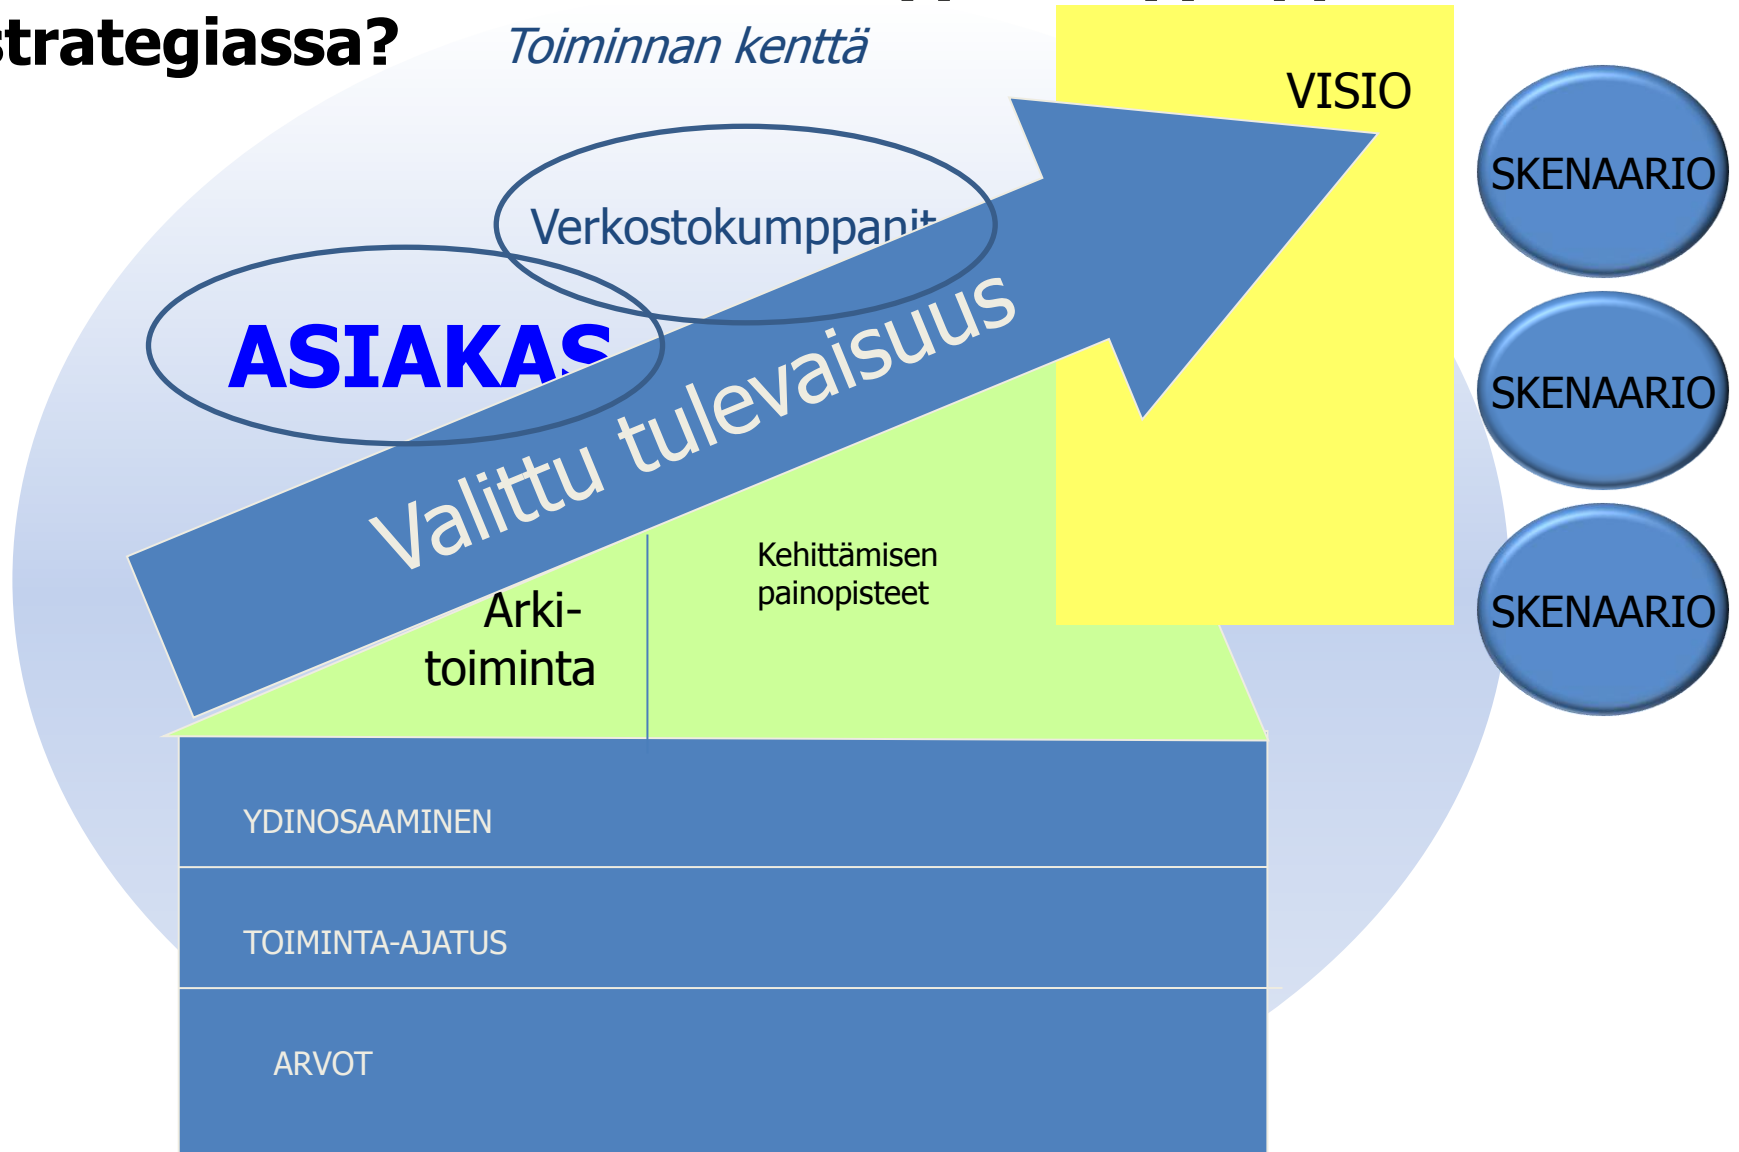 strategiassa?
Toiminnan kenttä
VISIO
SKENAARIO
Verkostokumppanit
ASIAKAS
Valittu tulevaisuus
SKENAARIO
Kehittämisen
painopisteet
Arki-
toiminta
SKENAARIO
YDINOSAAMINEN
TOIMINTA-AJATUS
ARVOT